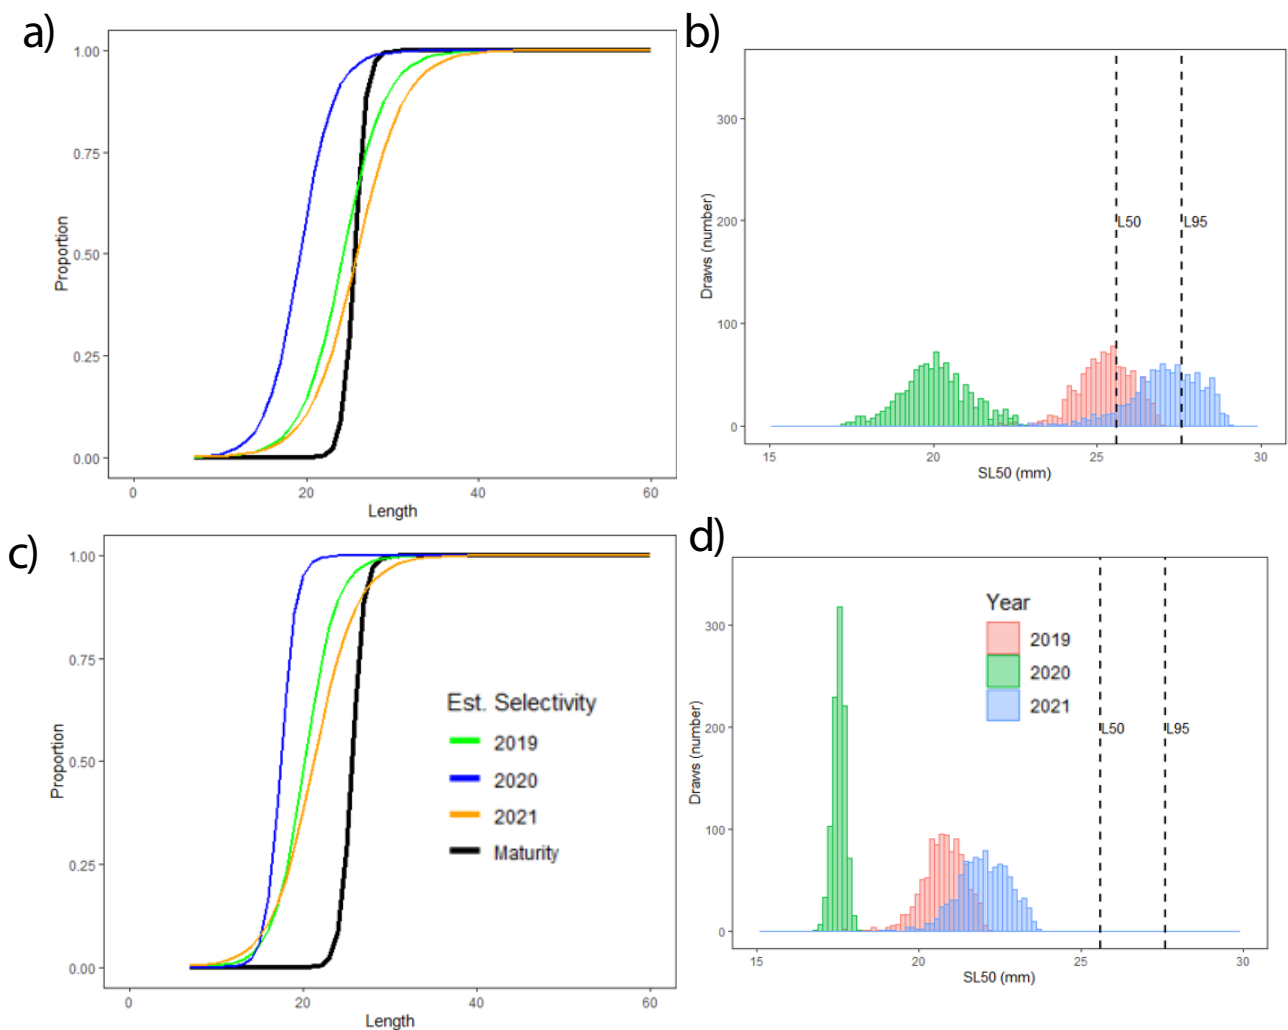 a)
1.00
0.75
0.50
0.25
0.00
Proportion
0 20 40 60
Length
b)
300
200
100
0
Draws (number)
L50 L95
15 20 25 30
SL50 (mm)
c)
1.00
0.75
0.50
0.25
0.00
Proportion
Est. Selectivity
2019
2020
2021
Maturity
0 20 40 60
Length
d)
300
200
100
0
Draws (number)
Year
2019
2020
2021
L50 L95
15 20 25 30
SL50 (mm)